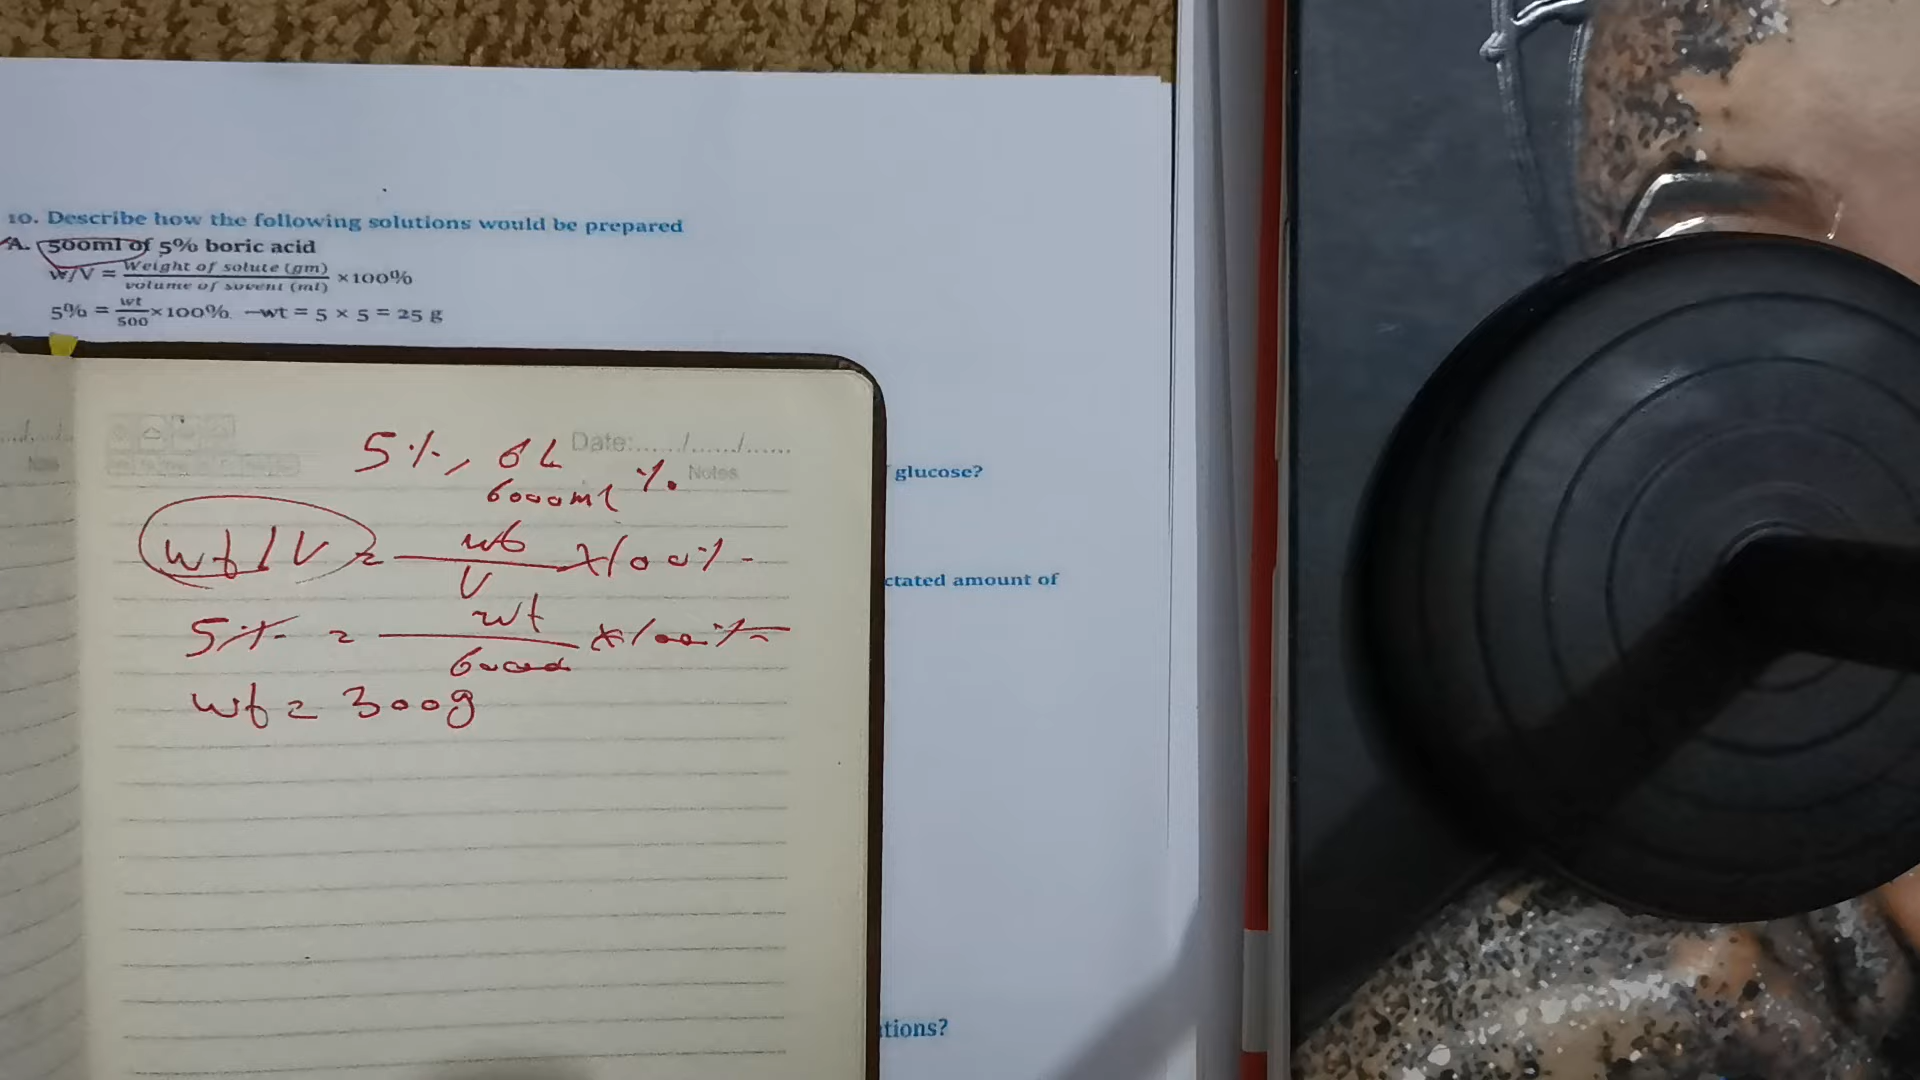 10. Describe how the following solutions would be prepared
A. 500ml of 5% boric acid
W/V = Weight of solute (gm) / volume of sovent (ml) ×100%
5% = wt / 500 ×100% —wt = 5 × 5 = 25 g
Date:..../....../......
Notes
5%, 6L
6000ml %.
glucose?
wt/V = wt / V ×100%
ctated amount of
5% = wt / 6000 ×100%
wt = 300g
tions?